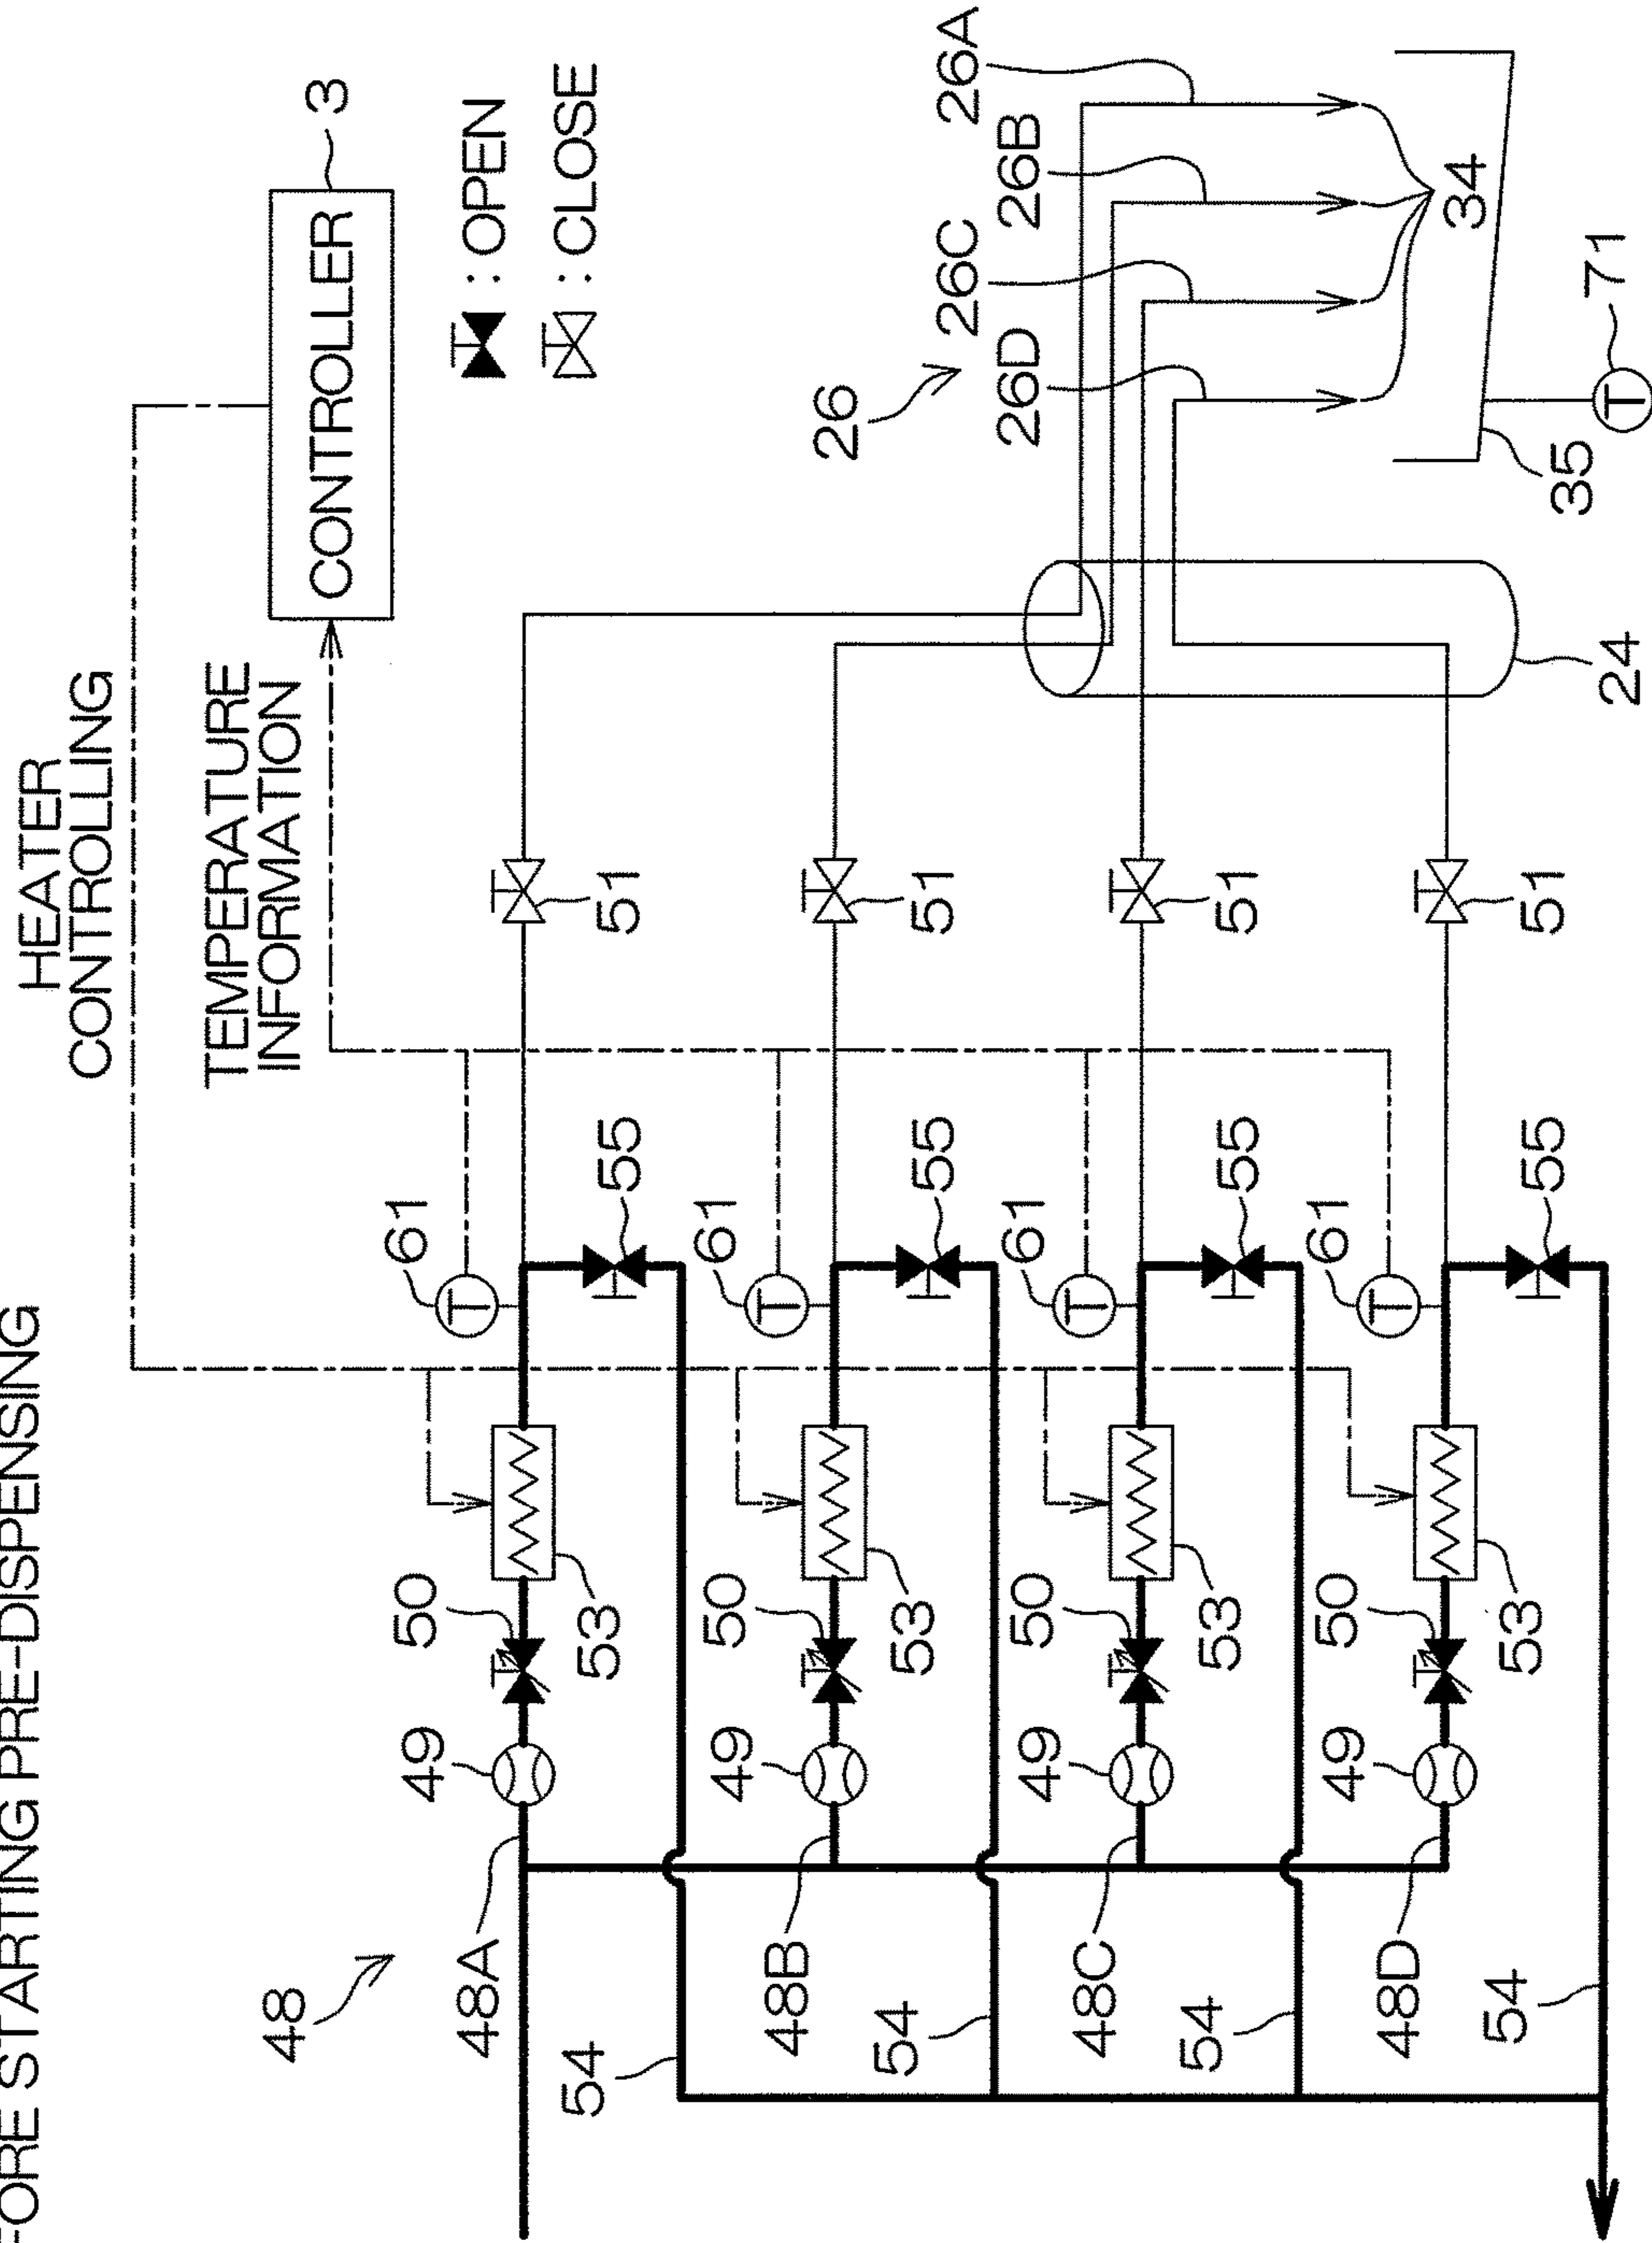 FORE STARTING PRE-DISPENSING
HEATER
CONTROLLING
TEMPERATURE
INFORMATION
CONTROLLER
3
: OPEN
: CLOSE
48
48A
49
50
53
61
55
51
54
48B
49
50
53
61
55
51
54
48C
49
50
53
61
55
51
54
48D
49
50
53
61
55
51
54
24
26
26A
26B
26C
26D
34
35
T
T
T
T
T
71